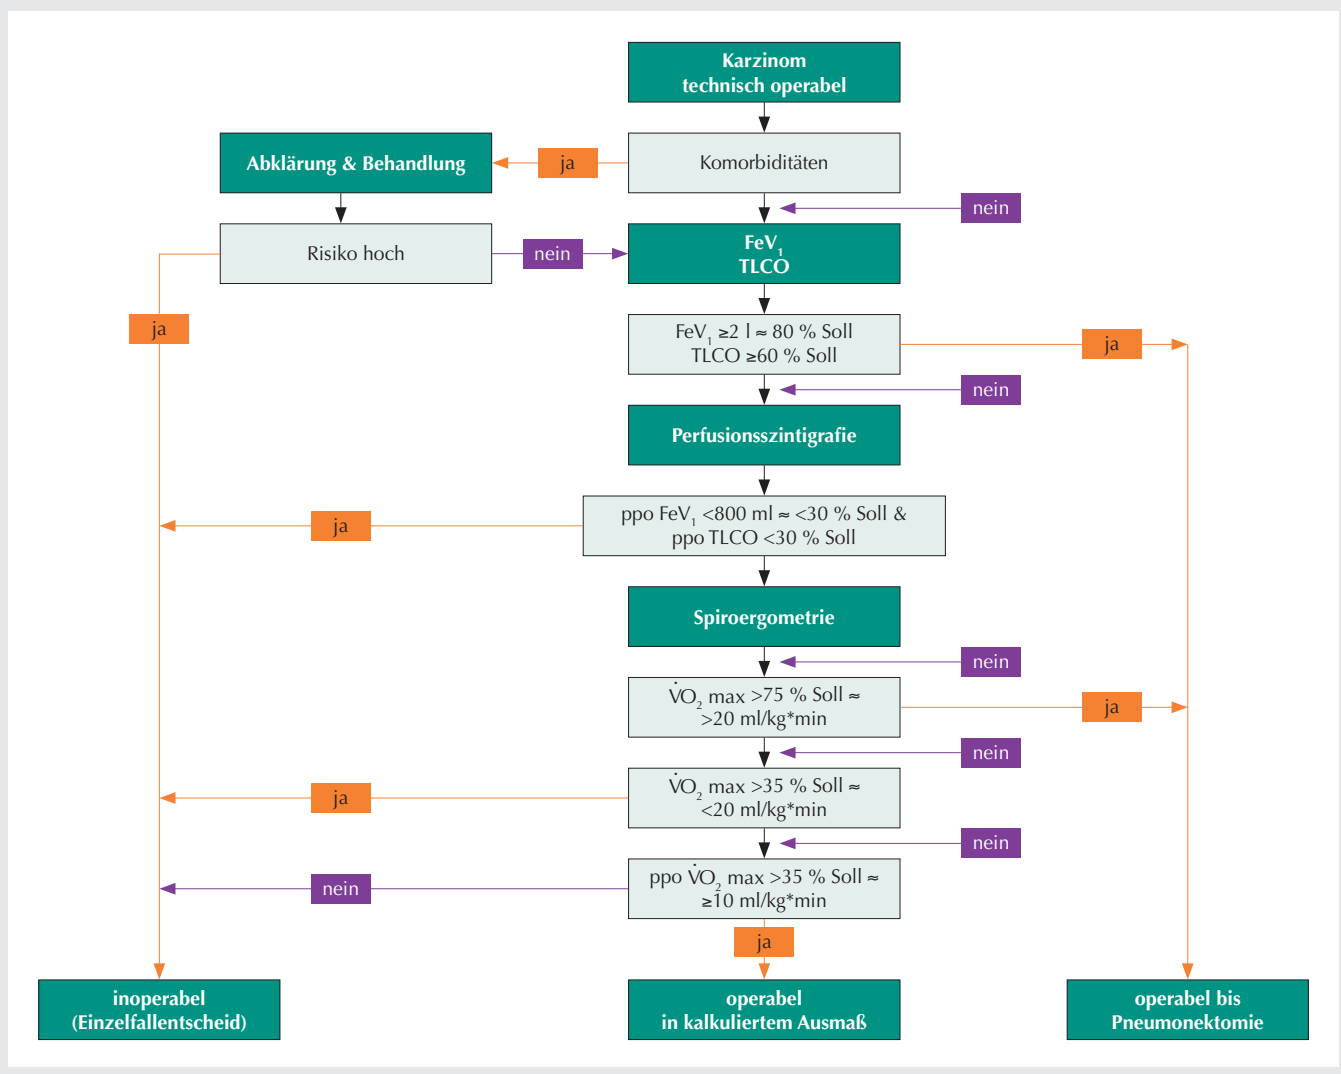 Karzinom
technisch operabel
Abklärung & Behandlung
ja
Komorbiditäten
nein
Risiko hoch
nein
FeV₁
TLCO
ja
FeV₁ ≥2 l ≈ 80 % Soll
TLCO ≥60 % Soll
ja
nein
Perfusionsszintigrafie
ja
ppo FeV₁ <800 ml ≈ <30 % Soll &
ppo TLCO <30 % Soll
Spiroergometrie
nein
V̇O₂ max >75 % Soll ≈
>20 ml/kg*min
ja
nein
ja
V̇O₂ max >35 % Soll ≈
<20 ml/kg*min
nein
nein
ppo V̇O₂ max >35 % Soll ≈
≥10 ml/kg*min
ja
inoperabel
(Einzelfallentscheid)
operabel
in kalkuliertem Ausmaß
operabel bis
Pneumonektomie